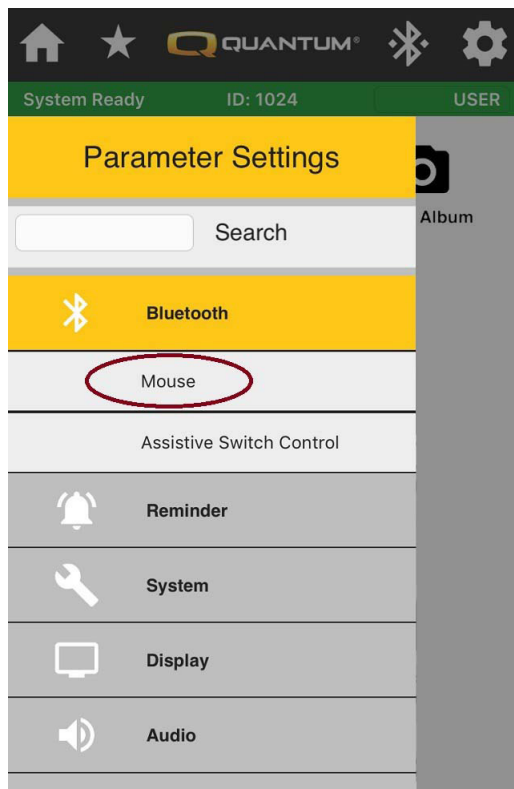 QUANTUM®
System Ready ID: 1024 USER
Parameter Settings
Album
Search
Bluetooth
Mouse
Assistive Switch Control
Reminder
System
Display
Audio